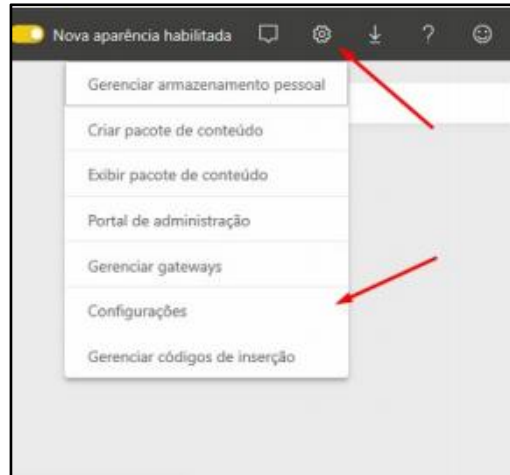 Nova aparência habilitada
Gerenciar armazenamento pessoal
Criar pacote de conteúdo
Exibir pacote de conteúdo
Portal de administração
Gerenciar gateways
Configurações
Gerenciar códigos de inserção